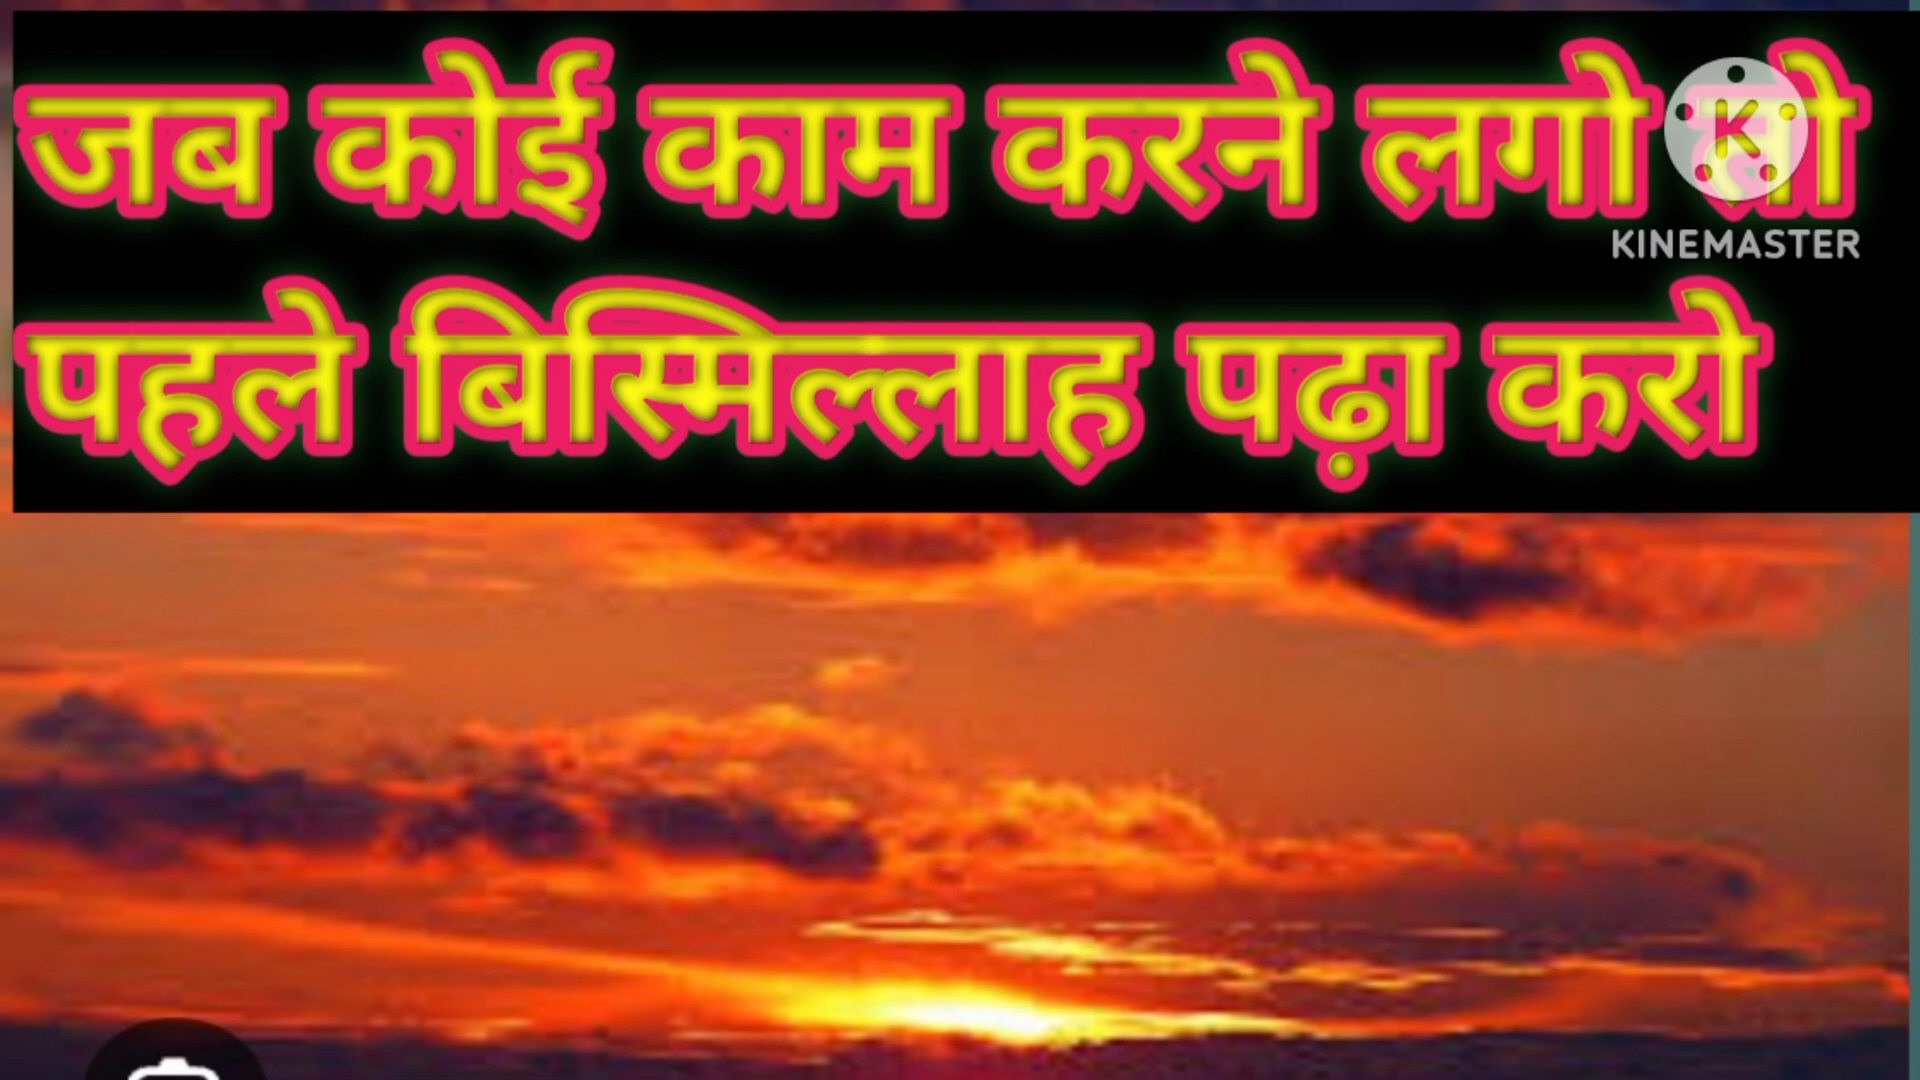 जब कोई काम करने लगो तो
पहले बिस्मिल्लाह पढ़ा करो
K
KINEMASTER